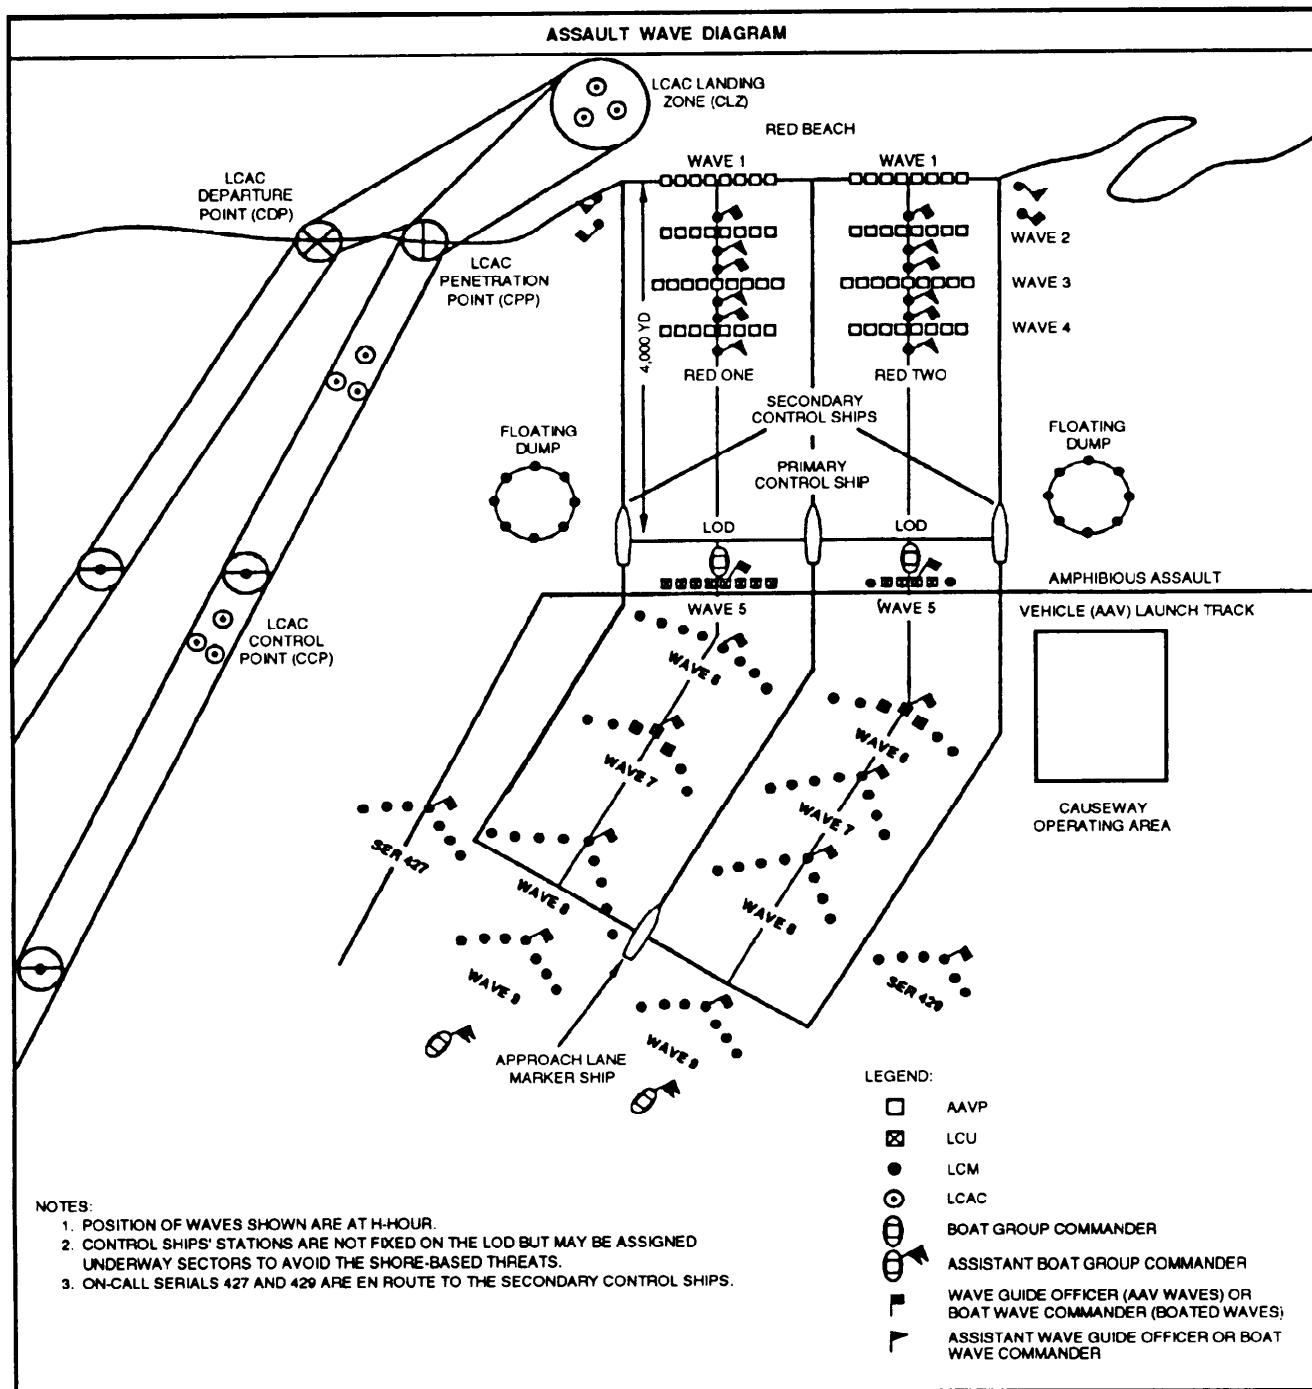 ASSAULT WAVE DIAGRAM
LCAC LANDING
ZONE (CLZ)
RED BEACH
LCAC
DEPARTURE
POINT (CDP)
WAVE 1
WAVE 1
LCAC
PENETRATION
POINT (CPP)
WAVE 2
WAVE 3
WAVE 4
4,000 YD
RED ONE
RED TWO
SECONDARY
CONTROL SHIPS
FLOATING
DUMP
FLOATING
DUMP
PRIMARY
CONTROL SHIP
LOD
LOD
AMPHIBIOUS ASSAULT
VEHICLE (AAV) LAUNCH TRACK
WAVE 5
WAVE 5
LCAC
CONTROL
POINT (CCP)
WAVE 6
WAVE 6
WAVE 7
WAVE 7
CAUSEWAY
OPERATING AREA
SER 427
WAVE 8
WAVE 8
WAVE 9
SER 429
WAVE 9
APPROACH LANE
MARKER SHIP
LEGEND:
AAVP
LCU
LCM
LCAC
BOAT GROUP COMMANDER
ASSISTANT BOAT GROUP COMMANDER
WAVE GUIDE OFFICER (AAV WAVES) OR
BOAT WAVE COMMANDER (BOATED WAVES)
ASSISTANT WAVE GUIDE OFFICER OR BOAT
WAVE COMMANDER
NOTES:
1. POSITION OF WAVES SHOWN ARE AT H-HOUR.
2. CONTROL SHIPS' STATIONS ARE NOT FIXED ON THE LOD BUT MAY BE ASSIGNED
UNDERWAY SECTORS TO AVOID THE SHORE-BASED THREATS.
3. ON-CALL SERIALS 427 AND 429 ARE EN ROUTE TO THE SECONDARY CONTROL SHIPS.